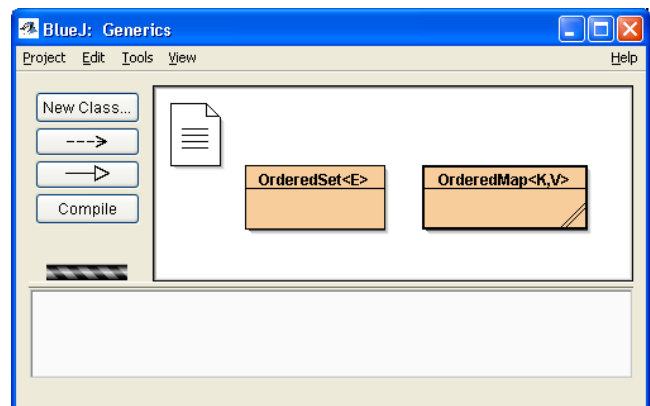 BlueJ: Generics
Project Edit Tools View Help
New Class...
Compile
OrderedSet<E>
OrderedMap<K,V>